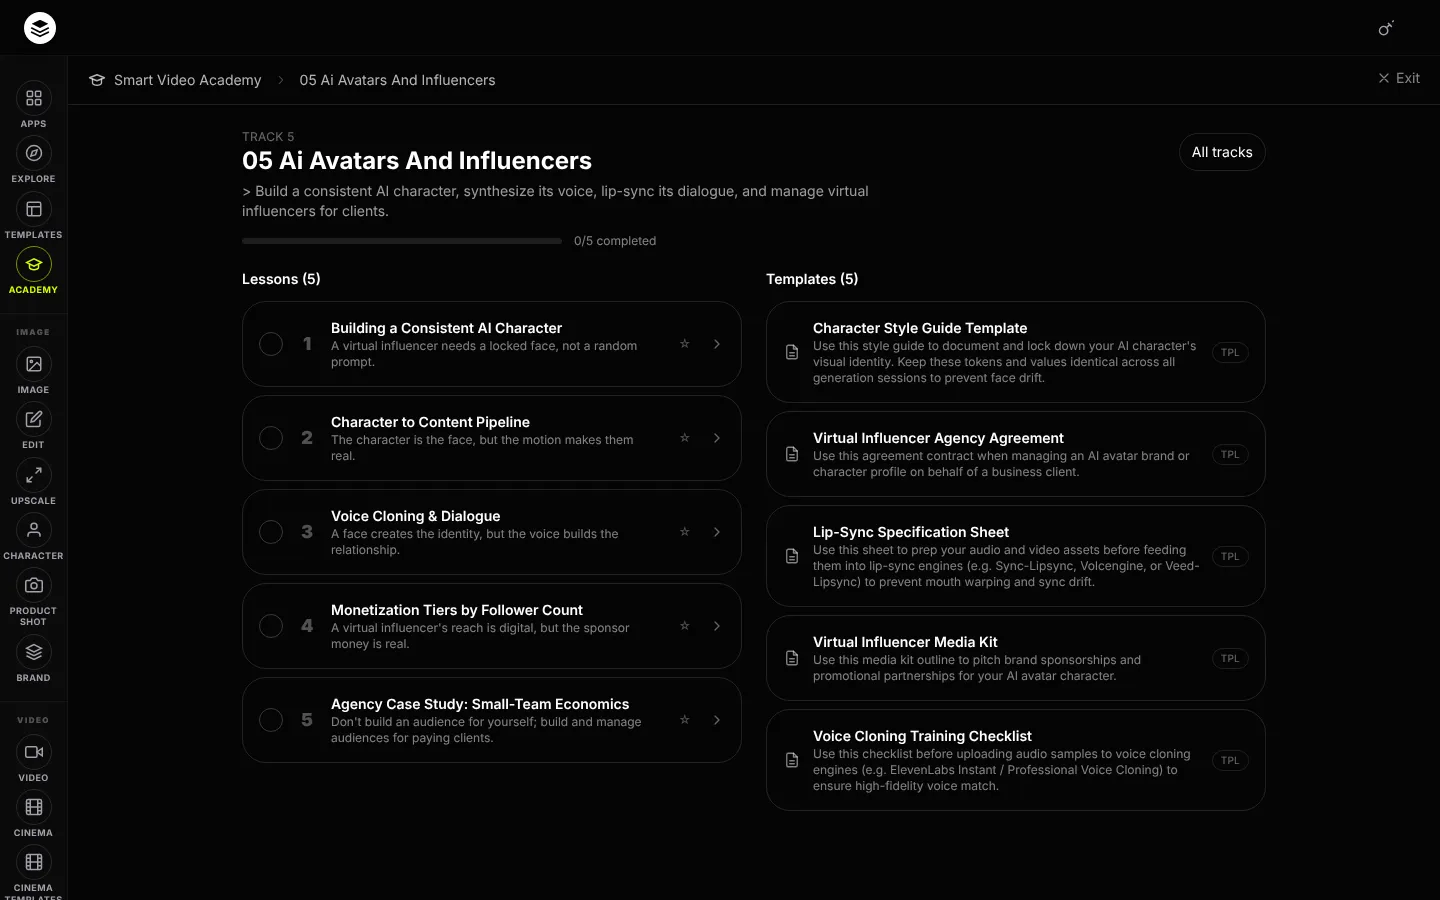 Smart Video Academy
05 Ai Avatars And Influencers
Exit
APPS
EXPLORE
TEMPLATES
ACADEMY
IMAGE
IMAGE
EDIT
UPSCALE
CHARACTER
PRODUCT
SHOT
BRAND
VIDEO
VIDEO
CINEMA
CINEMA
TEMPLATES
TRACK 5
05 Ai Avatars And Influencers
> Build a consistent AI character, synthesize its voice, lip-sync its dialogue, and manage virtual
influencers for clients.
0/5 completed
All tracks
Lessons (5)
1
Building a Consistent AI Character
A virtual influencer needs a locked face, not a random
prompt.
2
Character to Content Pipeline
The character is the face, but the motion makes them
real.
3
Voice Cloning & Dialogue
A face creates the identity, but the voice builds the
relationship.
4
Monetization Tiers by Follower Count
A virtual influencer's reach is digital, but the sponsor
money is real.
5
Agency Case Study: Small-Team Economics
Don't build an audience for yourself; build and manage
audiences for paying clients.
Templates (5)
Character Style Guide Template
Use this style guide to document and lock down your AI character's
visual identity. Keep these tokens and values identical across all
generation sessions to prevent face drift.
TPL
Virtual Influencer Agency Agreement
Use this agreement contract when managing an AI avatar brand or
character profile on behalf of a business client.
TPL
Lip-Sync Specification Sheet
Use this sheet to prep your audio and video assets before feeding
them into lip-sync engines (e.g. Sync-Lipsync, Volcengine, or Veed-
Lipsync) to prevent mouth warping and sync drift.
TPL
Virtual Influencer Media Kit
Use this media kit outline to pitch brand sponsorships and
promotional partnerships for your AI avatar character.
TPL
Voice Cloning Training Checklist
Use this checklist before uploading audio samples to voice cloning
engines (e.g. ElevenLabs Instant / Professional Voice Cloning) to
ensure high-fidelity voice match.
TPL